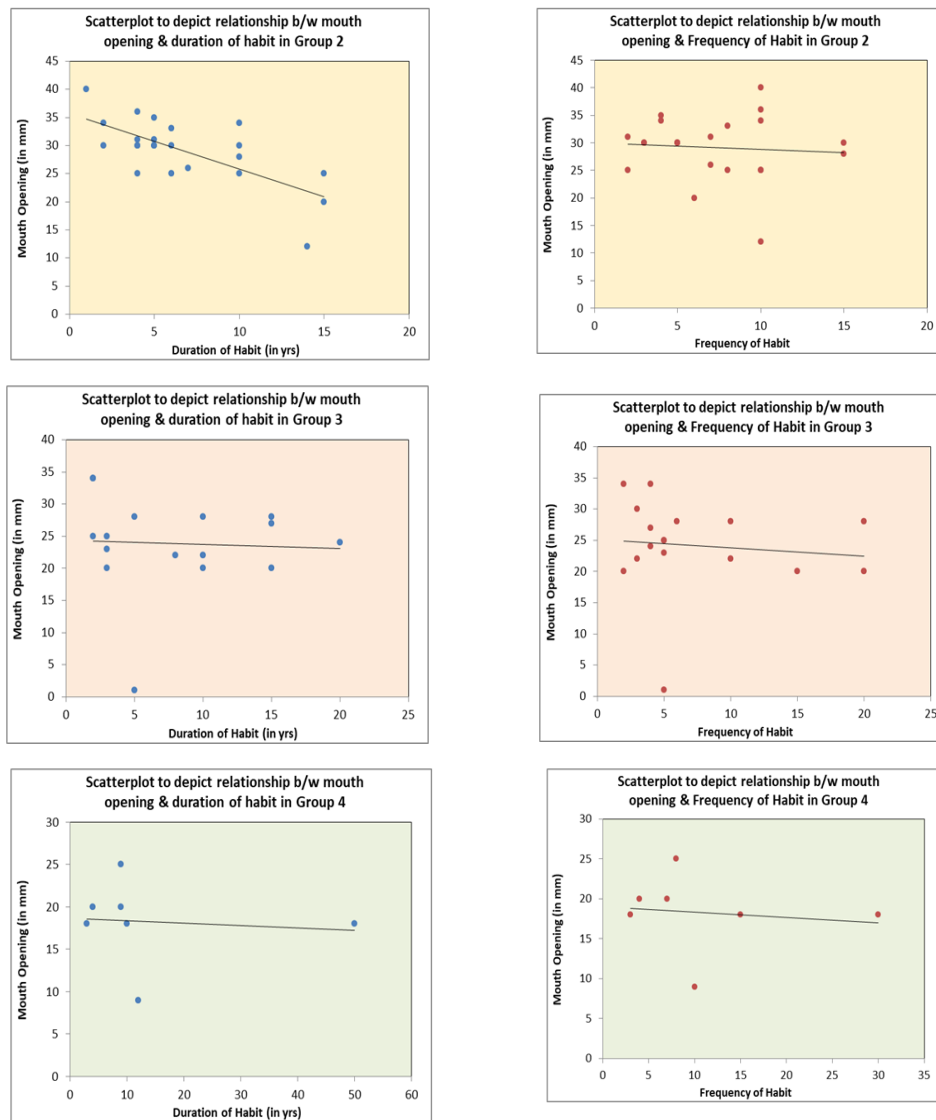 Scatterplot to depict relationship b/w mouth
opening & duration of habit in Group 2
Mouth Opening (in mm)
45
40
35
30
25
20
15
10
5
0
0 5 10 15 20
Duration of Habit (in yrs)
Scatterplot to depict relationship b/w mouth
opening & Frequency of Habit in Group 2
Mouth Opening (in mm)
45
40
35
30
25
20
15
10
5
0
0 5 10 15 20
Frequency of Habit
Scatterplot to depict relationship b/w mouth
opening & duration of habit in Group 3
Mouth Opening (in mm)
40
35
30
25
20
15
10
5
0
0 5 10 15 20 25
Duration of Habit (in yrs)
Scatterplot to depict relationship b/w mouth
opening & Frequency of Habit in Group 3
Mouth Opening (in mm)
40
35
30
25
20
15
10
5
0
0 5 10 15 20 25
Frequency of Habit
Scatterplot to depict relationship b/w mouth
opening & duration of habit in Group 4
Mouth Opening (in mm)
30
25
20
15
10
5
0
0 10 20 30 40 50 60
Duration of Habit (in yrs)
Scatterplot to depict relationship b/w mouth
opening & Frequency of Habit in Group 4
Mouth Opening (in mm)
30
25
20
15
10
5
0
0 5 10 15 20 25 30 35
Frequency of Habit